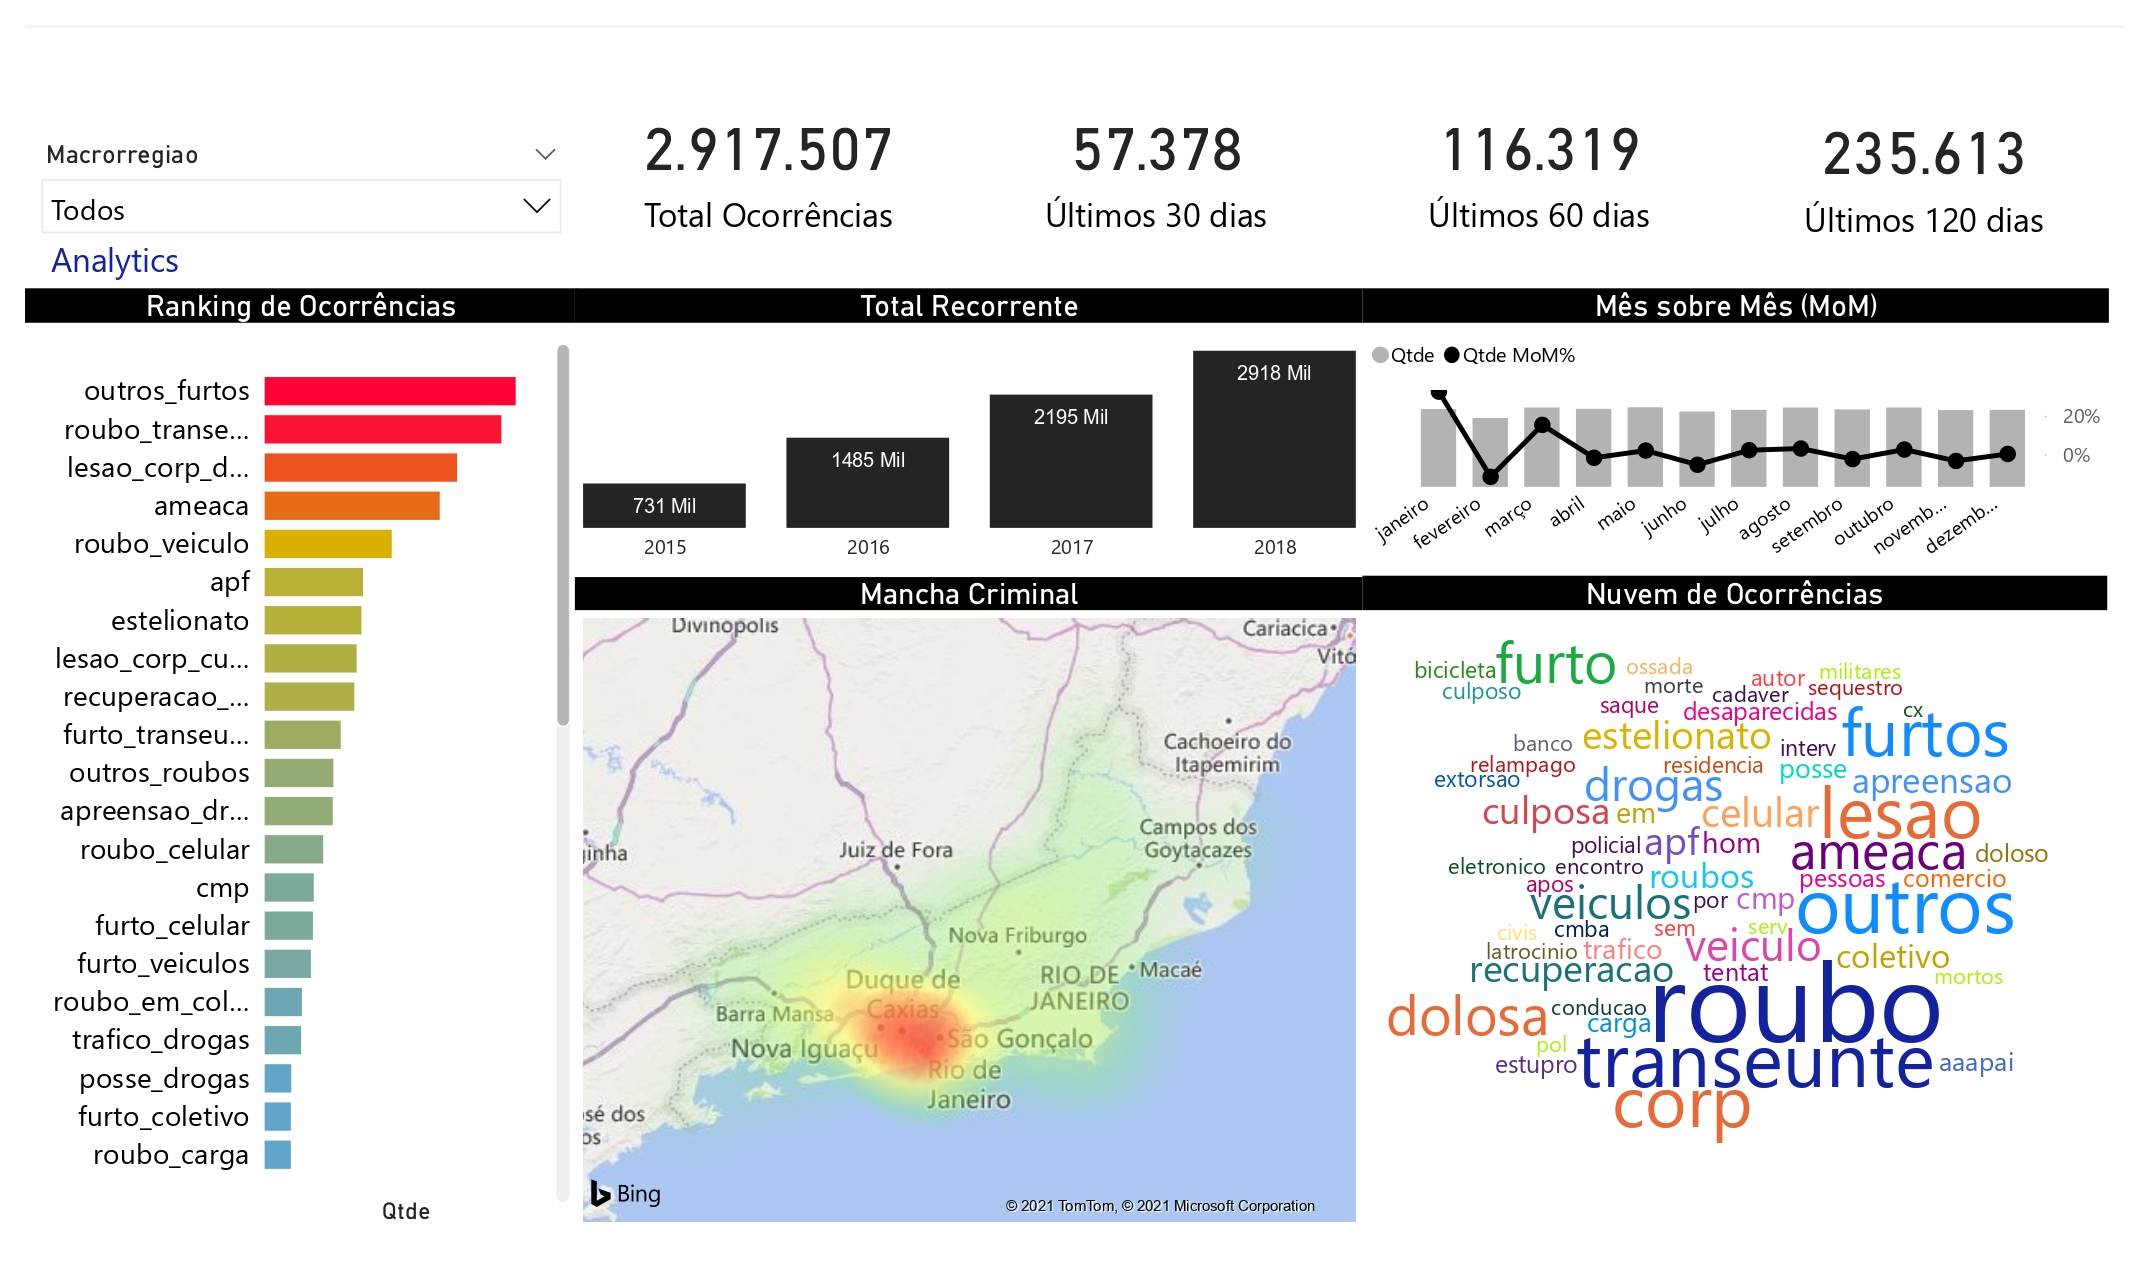 Macrorregiao
Todos
Analytics
2.917.507
Total Ocorrências
57.378
Últimos 30 dias
116.319
Últimos 60 dias
235.613
Últimos 120 dias
Ranking de Ocorrências
outros_furtos
roubo_transe...
lesao_corp_d...
ameaca
roubo_veiculo
apf
estelionato
lesao_corp_cu...
recuperacao_...
furto_transeu...
outros_roubos
apreensao_dr...
roubo_celular
cmp
furto_celular
furto_veiculos
roubo_em_col...
trafico_drogas
posse_drogas
furto_coletivo
roubo_carga
Qtde
Total Recorrente
731 Mil
1485 Mil
2195 Mil
2918 Mil
2015
2016
2017
2018
Mês sobre Mês (MoM)
Qtde Qtde MoM%
20%
0%
janeiro
fevereiro
março
abril
maio
junho
julho
agosto
setembro
outubro
novemb...
dezemb...
Mancha Criminal
Divinopolis
Cariacica
Vitó
Cachoeiro do
Itapemirim
Campos dos
Goytacazes
Juiz de Fora
ginha
Nova Friburgo
RIO DE
JANEIRO
Macaé
Duque de
Caxias
Barra Mansa
Nova Iguaçu
São Gonçalo
Rio de
Janeiro
sé dos
os
Bing
© 2021 TomTom, © 2021 Microsoft Corporation
Nuvem de Ocorrências
bicicleta furto ossada
autor militares
culposo morte cadaver sequestro
saque desaparecidas cx
banco estelionato interv furtos
relampago residencia posse
extorsao drogas apreensao
culposa em celular lesao
policial apf hom ameaca doloso
eletronico encontro
apos roubos pessoas comercio
veiculos por cmp outros
civis cmba sem serv
latrocinio trafico veiculo coletivo
recuperacao tentat mortos
dolosa conducao roubo
carga
pol
estupro transeunte aaapai
corp